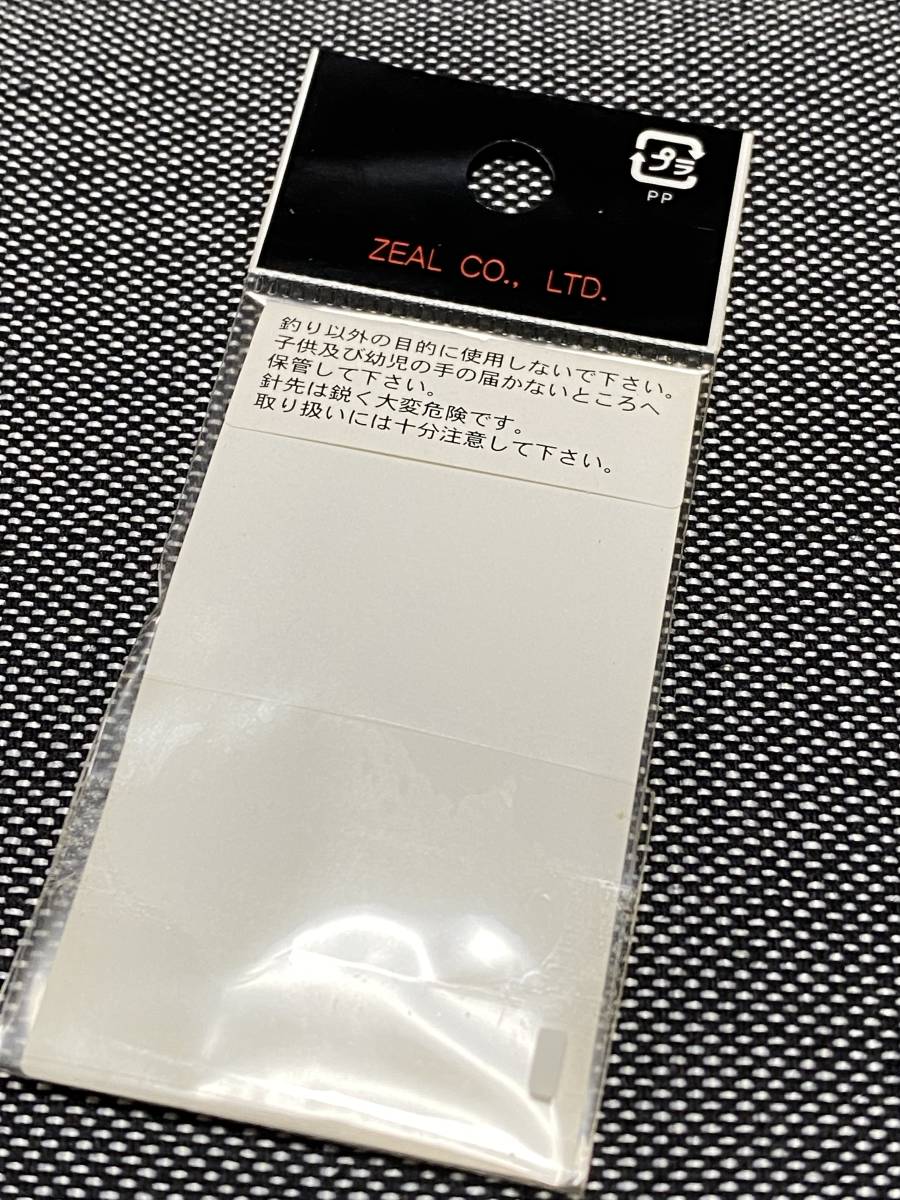 プラ
PP
ZEAL CO., LTD.
釣り以外の目的に使用しないで下さい。
子供及び幼児の手の届かないところへ
保管して下さい。
針先は鋭く大変危険です。
取り扱いには十分注意して下さい。